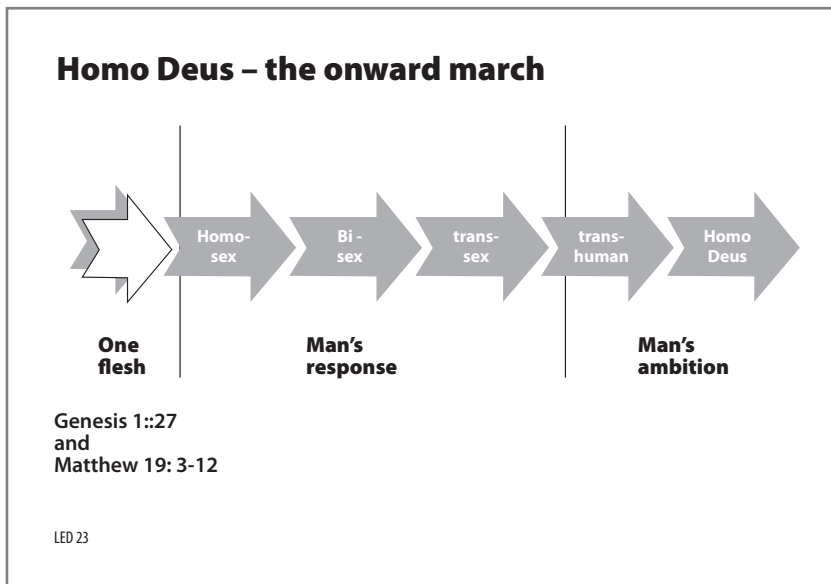 Homo Deus – the onward march
Homo-
sex
Bi -
sex
trans-
sex
trans-
human
Homo
Deus
One
flesh
Man's
response
Man's
ambition
Genesis 1::27
and
Matthew 19: 3-12
LED 23